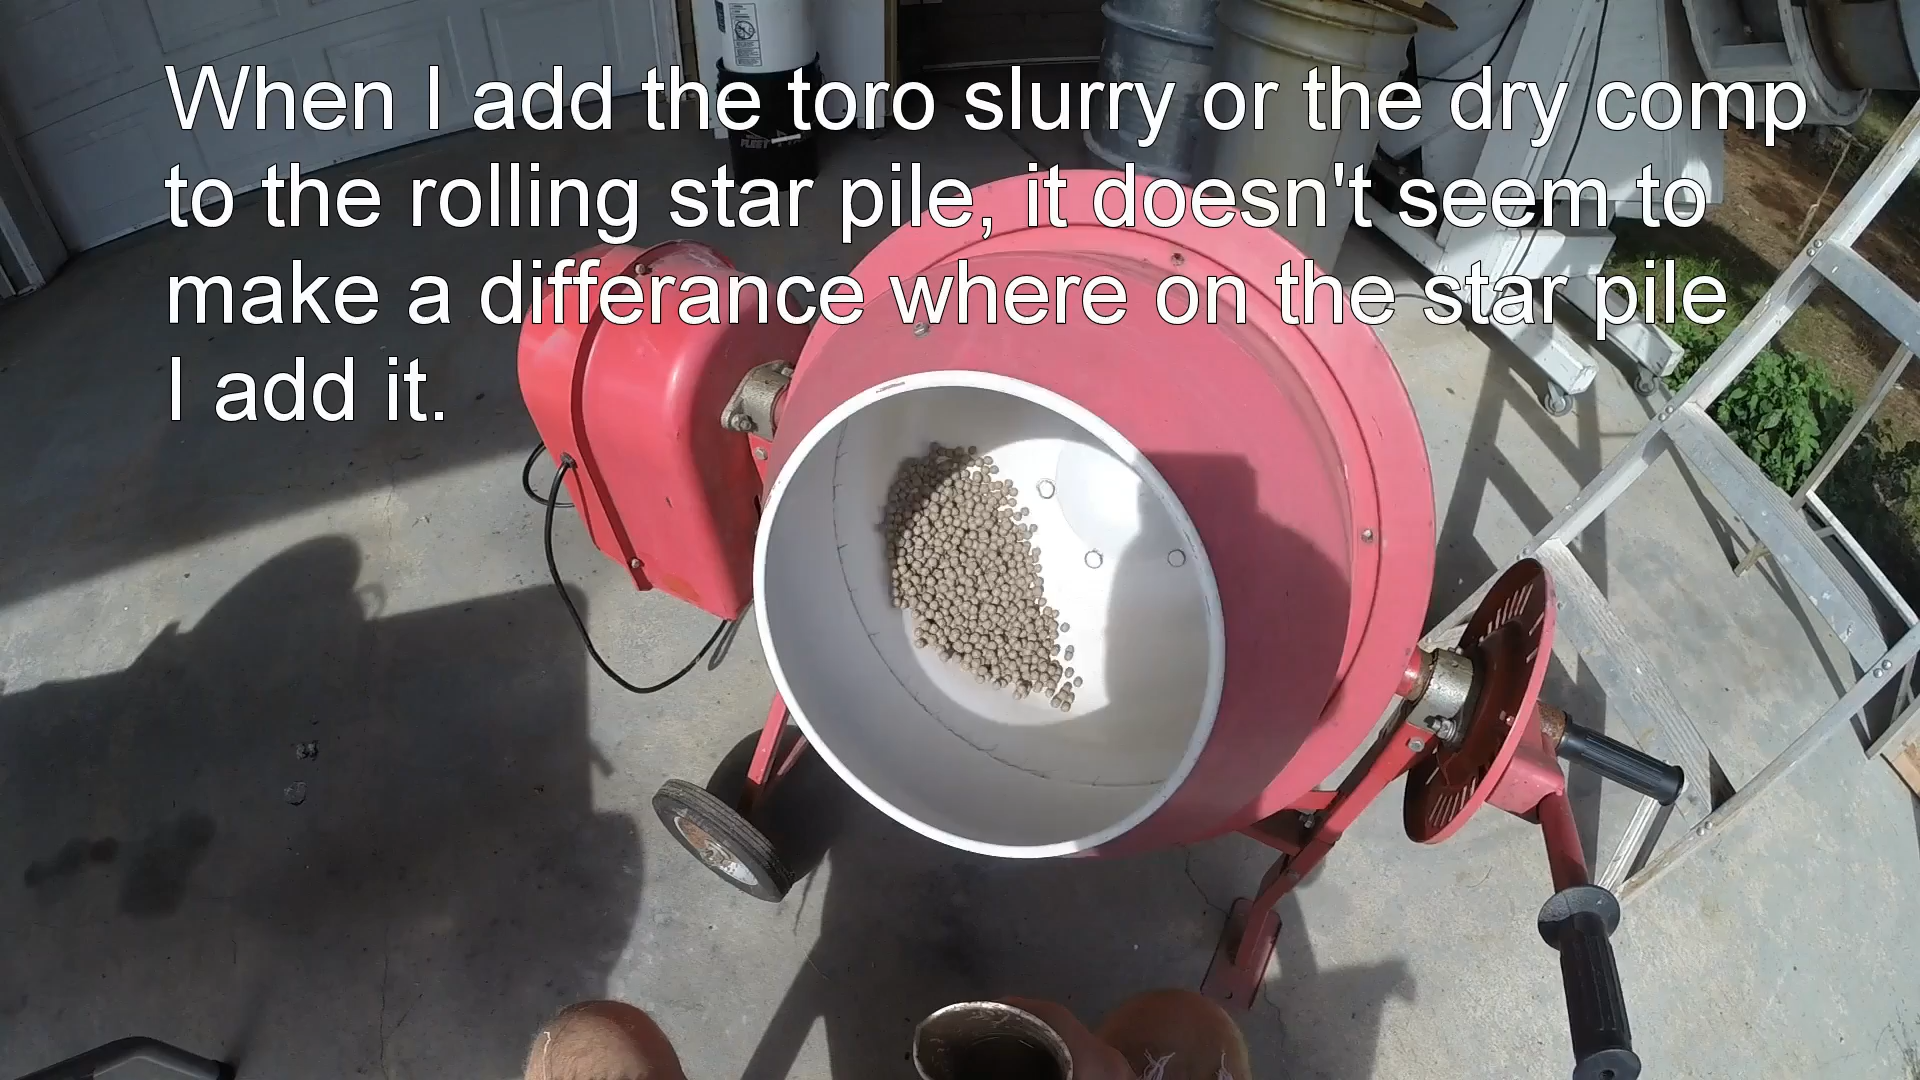 When I add the toro slurry or the dry comp
to the rolling star pile, it doesn't seem to
make a differance where on the star pile
I add it.